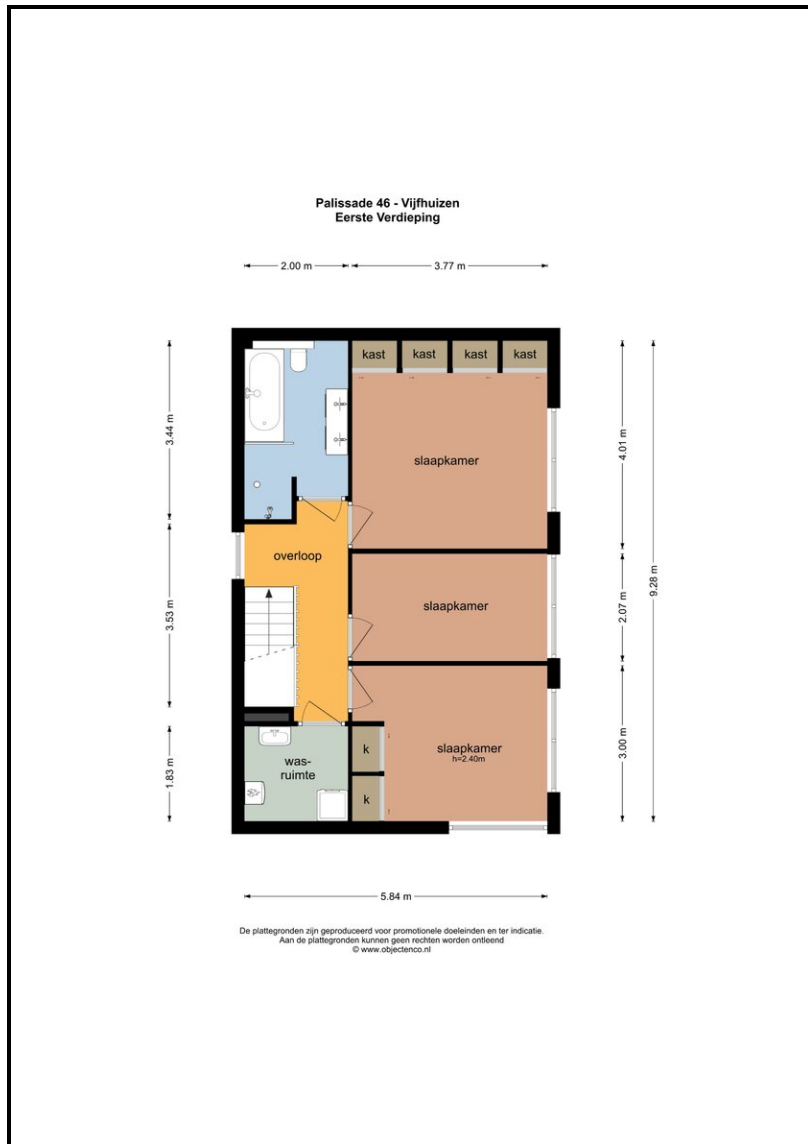 Palissade 46 - Vijfhuizen
Eerste Verdieping
2.00 m
3.77 m
kast
kast
kast
kast
3.44 m
slaapkamer
4.01 m
overloop
slaapkamer
3.53 m
2.07 m
9.28 m
slaapkamer
h=2.40m
k
k
was-
ruimte
1.83 m
3.00 m
5.84 m
De plattegronden zijn geproduceerd voor promotionele doeleinden en ter indicatie.
Aan de plattegronden kunnen geen rechten worden ontleend
© www.objectenco.nl